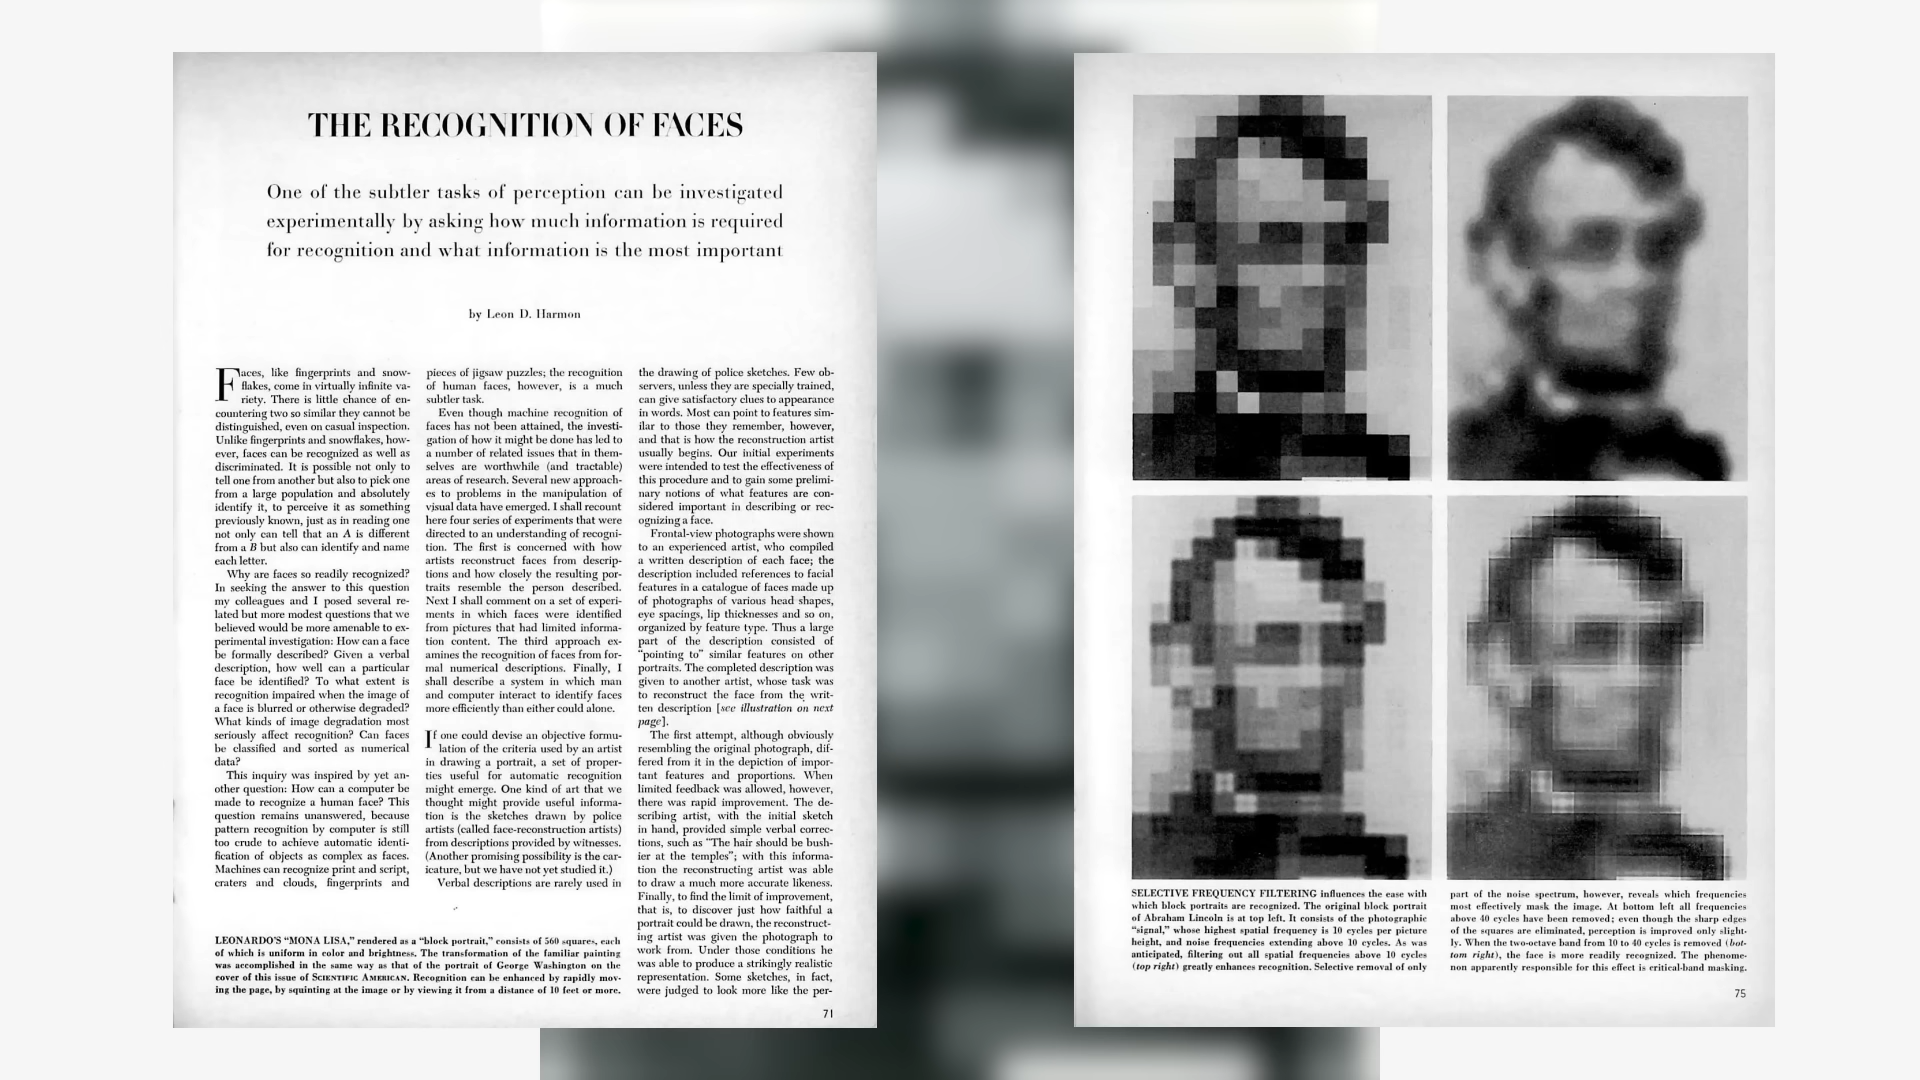 THE RECOGNITION OF FACES
One of the subtler tasks of perception can be investigated
experimentally by asking how much information is required
for recognition and what information is the most important
by Leon D. Harmon
Faces, like fingerprints and snow-
flakes, come in virtually infinite va-
riety. There is little chance of en-
countering two so similar they cannot be
distinguished, even on casual inspection.
Unlike fingerprints and snowflakes, how-
ever, faces can be recognized as well as
discriminated. It is possible not only to
tell one from another but also to pick one
from a large population and absolutely
identify it, to perceive it as something
previously known, just as in reading one
not only can tell that an A is different
from a B but also can identify and name
each letter.
Why are faces so readily recognized?
In seeking the answer to this question
my colleagues and I posed several re-
lated but more modest questions that we
believed would be more amenable to ex-
perimental investigation: How can a face
be formally described? Given a verbal
description, how well can a particular
face be identified? To what extent is
recognition impaired when the image of
a face is blurred or otherwise degraded?
What kinds of image degradation most
seriously affect recognition? Can faces
be classified and sorted as numerical
data?
This inquiry was inspired by yet an-
other question: How can a computer be
made to recognize a human face? This
question remains unanswered, because
pattern recognition by computer is still
too crude to achieve automatic identi-
fication of objects as complex as faces.
Machines can recognize print and script,
craters and clouds, fingerprints and
pieces of jigsaw puzzles; the recognition
of human faces, however, is a much
subtler task.
Even though machine recognition of
faces has not been attained, the investi-
gation of how it might be done has led to
a number of related issues that in them-
selves are worthwhile (and tractable)
areas of research. Several new approach-
es to problems in the manipulation of
visual data have emerged. I shall recount
here four series of experiments that were
directed to an understanding of recogni-
tion. The first is concerned with how
artists reconstruct faces from descrip-
tions and how closely the resulting por-
traits resemble the person described.
Next I shall comment on a set of experi-
ments in which faces were identified
from pictures that had limited informa-
tion content. The third approach ex-
amines the recognition of faces from for-
mal numerical descriptions. Finally, I
shall describe a system in which man
and computer interact to identify faces
more efficiently than either could alone.
If one could devise an objective formu-
lation of the criteria used by an artist
in drawing a portrait, a set of proper-
ties useful for automatic recognition
might emerge. One kind of art that we
thought might provide useful informa-
tion is the sketches drawn by police
artists (called face-reconstruction artists)
from descriptions provided by witnesses.
(Another promising possibility is the car-
icature, but we have not yet studied it.)
Verbal descriptions are rarely used in
the drawing of police sketches. Few ob-
servers, unless they are specially trained,
can give satisfactory clues to appearance
in words. Most can point to features sim-
ilar to those they remember, however,
and that is how the reconstruction artist
usually begins. Our initial experiments
were intended to test the effectiveness of
this procedure and to gain some prelimi-
nary notions of what features are con-
sidered important in describing or rec-
ognizing a face.
Frontal-view photographs were shown
to an experienced artist, who compiled
a written description of each face; the
description included references to facial
features in a catalogue of faces made up
of photographs of various head shapes,
eye spacings, lip thicknesses and so on,
organized by feature type. Thus a large
part of the description consisted of
"pointing to" similar features on other
portraits. The completed description was
given to another artist, whose task was
to reconstruct the face from the writ-
ten description [see illustration on next
page].
The first attempt, although obviously
resembling the original photograph, dif-
fered from it in the depiction of impor-
tant features and proportions. When
limited feedback was allowed, however,
there was rapid improvement. The de-
scribing artist, with the initial sketch
in hand, provided simple verbal correc-
tions, such as "The hair should be bush-
ier at the temples"; with this informa-
tion the reconstructing artist was able
to draw a much more accurate likeness.
Finally, to find the limit of improvement,
that is, to discover just how faithful a
portrait could be drawn, the reconstruct-
ing artist was given the photograph to
work from. Under those conditions he
was able to produce a strikingly realistic
representation. Some sketches, in fact,
were judged to look more like the per-
LEONARDO'S "MONA LISA," rendered as a "block portrait," consists of 560 squares, each
of which is uniform in color and brightness. The transformation of the familiar painting
was accomplished in the same way as that of the portrait of George Washington on the
cover of this issue of SCIENTIFIC AMERICAN. Recognition can be enhanced by rapidly mov-
ing the page, by squinting at the image or by viewing it from a distance of 10 feet or more.
71
SELECTIVE FREQUENCY FILTERING influences the ease with
which block portraits are recognized. The original block portrait
of Abraham Lincoln is at top left. It consists of the photographic
"signal," whose highest spatial frequency is 10 cycles per picture
height, and noise frequencies extending above 10 cycles. As was
anticipated, filtering out all spatial frequencies above 10 cycles
(top right) greatly enhances recognition. Selective removal of only
part of the noise spectrum, however, reveals which frequencies
most effectively mask the image. At bottom left all frequencies
above 40 cycles have been removed; even though the sharp edges
of the squares are eliminated, perception is improved only slight-
ly. When the two-octave band from 10 to 40 cycles is removed (bot-
tom right), the face is more readily recognized. The phenome-
non apparently responsible for this effect is critical-band masking.
75